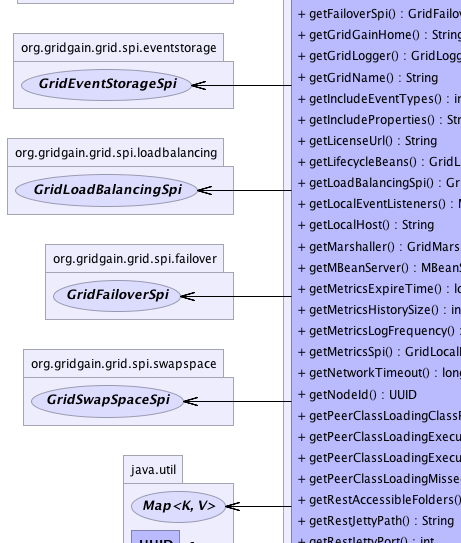 org.gridgain.grid.spi.eventstorage
GridEventStorageSpi
org.gridgain.grid.spi.loadbalancing
GridLoadBalancingSpi
org.gridgain.grid.spi.failover
GridFailoverSpi
org.gridgain.grid.spi.swapspace
GridSwapSpaceSpi
java.util
Map<K, V>
UUID
+ getFailoverSpi() : GridFailov
+ getGridGainHome() : String
+ getGridLogger() : GridLogg
+ getGridName() : String
+ getIncludeEventTypes() : in
+ getIncludeProperties() : Str
+ getLicenseUrl() : String
+ getLifecycleBeans() : GridL
+ getLoadBalancingSpi() : Gr
+ getLocalEventListeners() : M
+ getLocalHost() : String
+ getMarshaller() : GridMars
+ getMBeanServer() : MBean
+ getMetricsExpireTime() : lo
+ getMetricsHistorySize() : in
+ getMetricsLogFrequency() :
+ getMetricsSpi() : GridLocal
+ getNetworkTimeout() : long
+ getNodeId() : UUID
+ getPeerClassLoadingClassP
+ getPeerClassLoadingExecu
+ getPeerClassLoadingExecu
+ getPeerClassLoadingMisse
+ getRestAccessibleFolders()
+ getRestJettyPath() : String
+ getRestJettyPort() : int